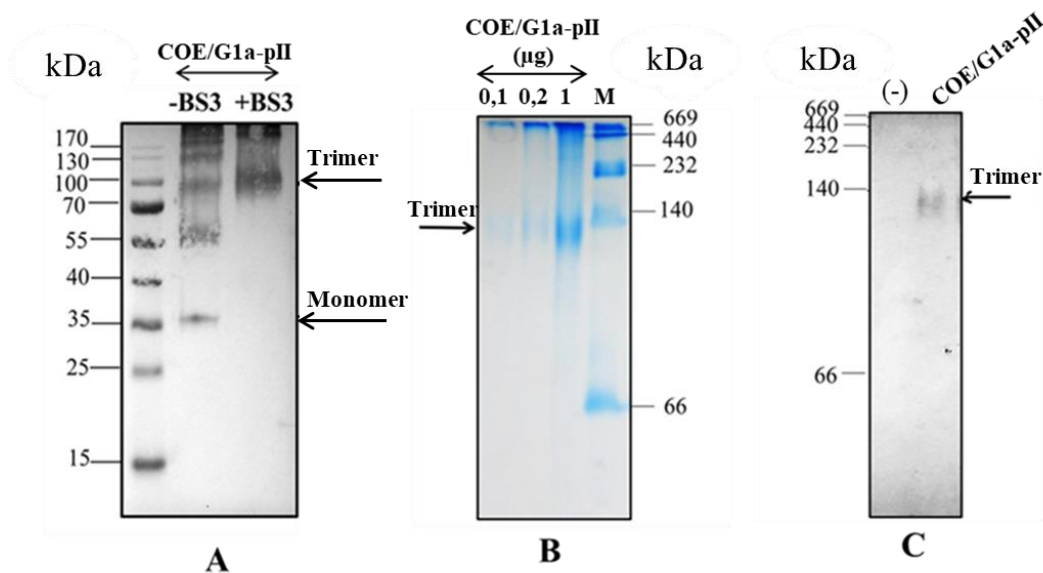 COE/G1a-pII
kDa
-BS3 +BS3
170
130
100
70
55
40
35
25
15
Trimer
Monomer
A
COE/G1a-pII
(µg)
0,1 0,2 1 M
kDa
669
440
232
140
66
Trimer
B
kDa
(-) COE/G1a-pII
669
440
232
140
66
Trimer
C